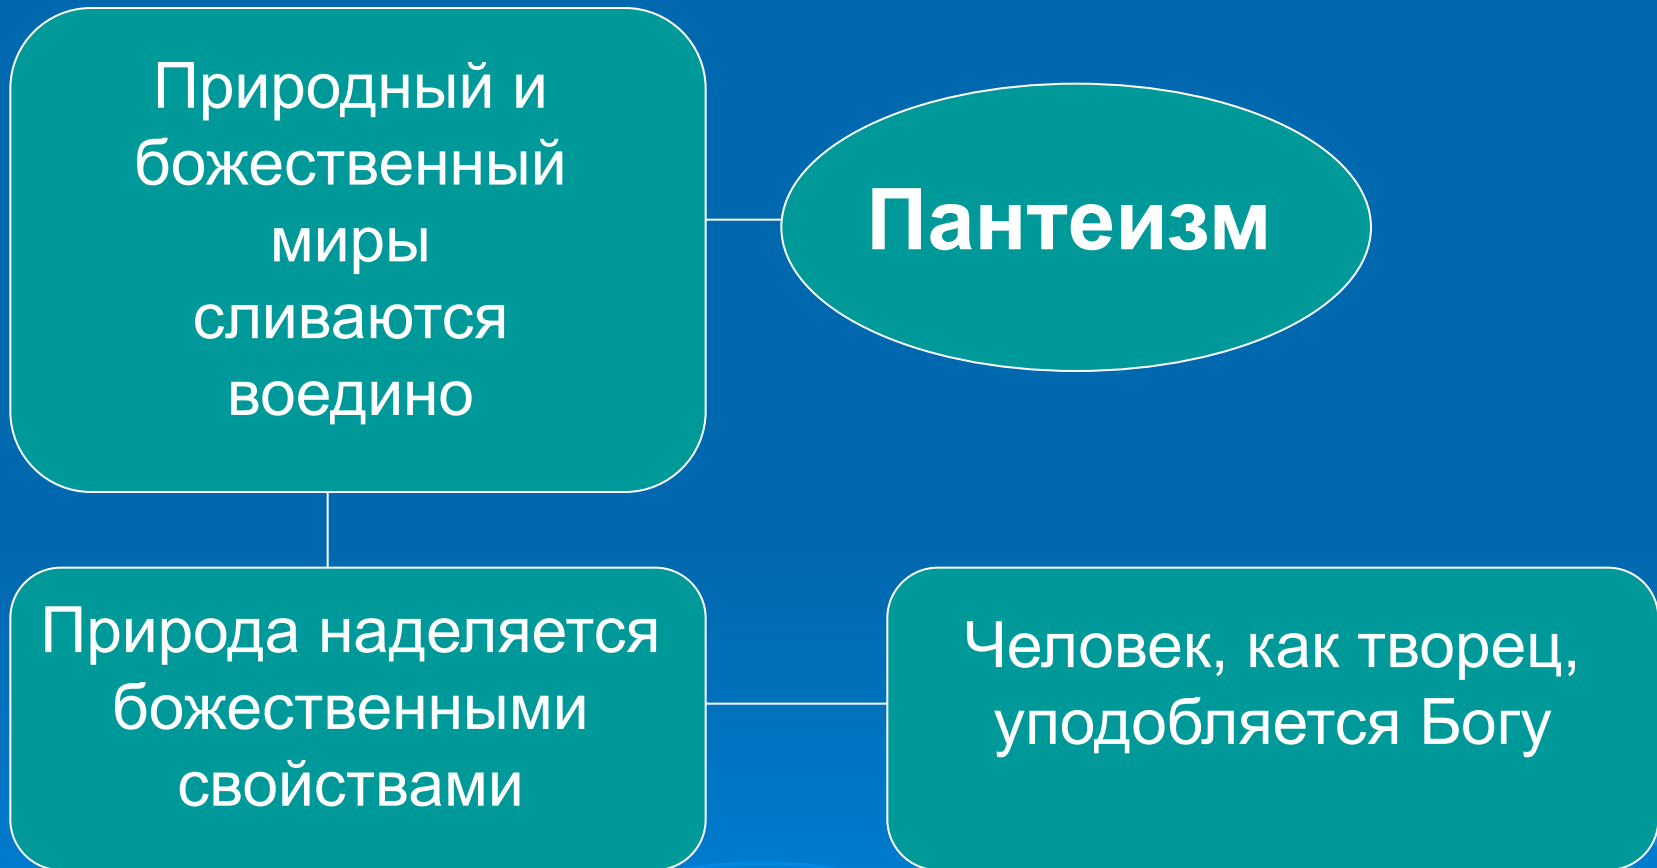 Природный и
божественный
миры
сливаются
воедино
Пантеизм
Природа наделяется
божественными
свойствами
Человек, как творец,
уподобляется Богу